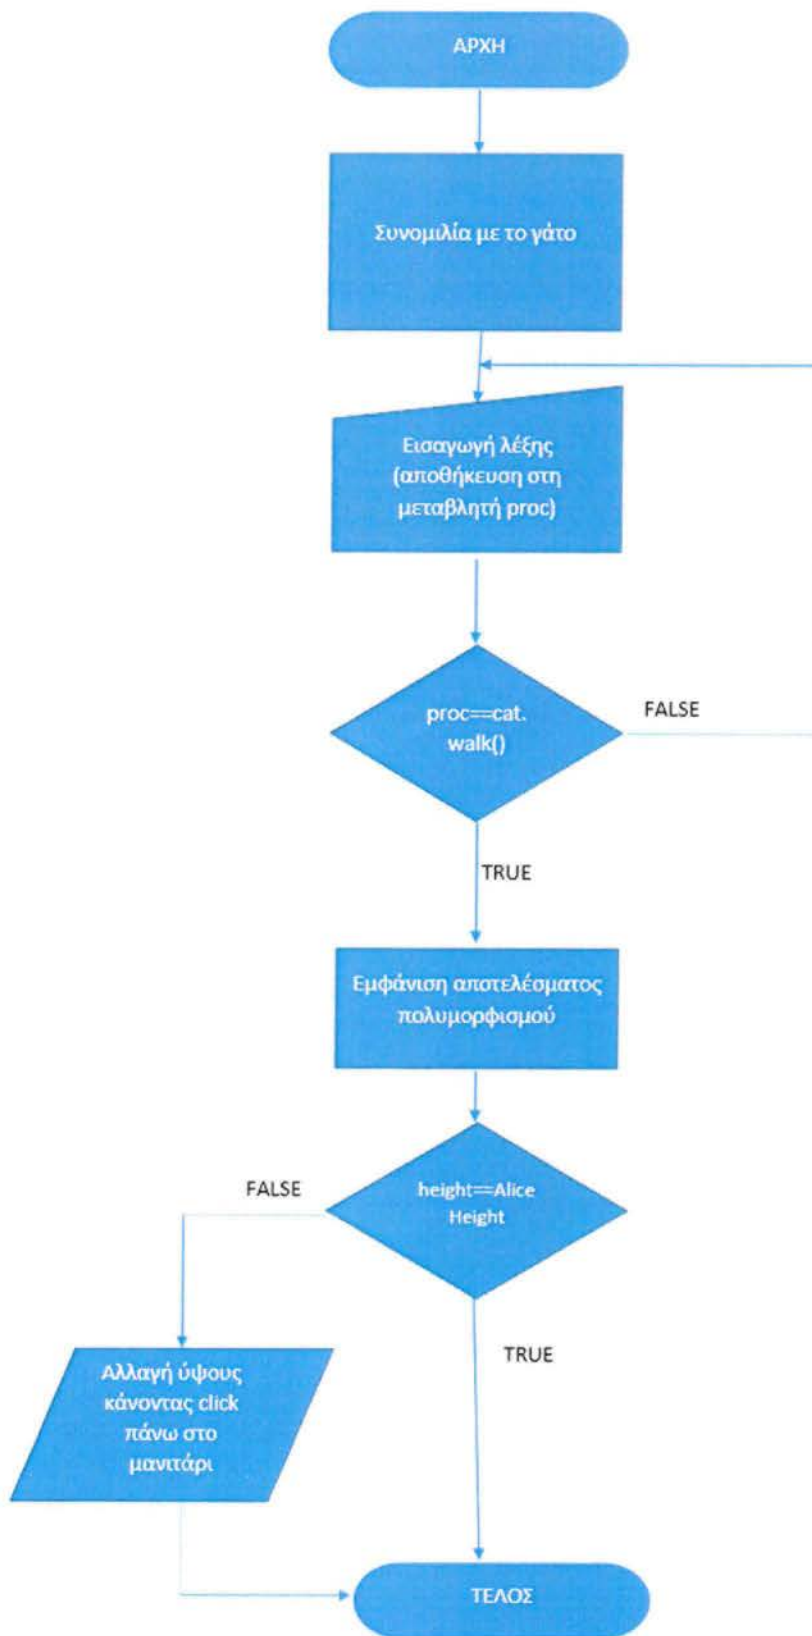 ΑΡΧΗ
Συνομιλία με το γάτο
Εισαγωγή λέξης
(αποθήκευση στη
μεταβλητή proc)
proc==cat.
walk()
FALSE
TRUE
Εμφάνιση αποτελέσματος
πολυμορφισμού
height==Alice
Height
FALSE
TRUE
Αλλαγή ύψους
κάνοντας click
πάνω στο
μανιτάρι
ΤΕΛΟΣ